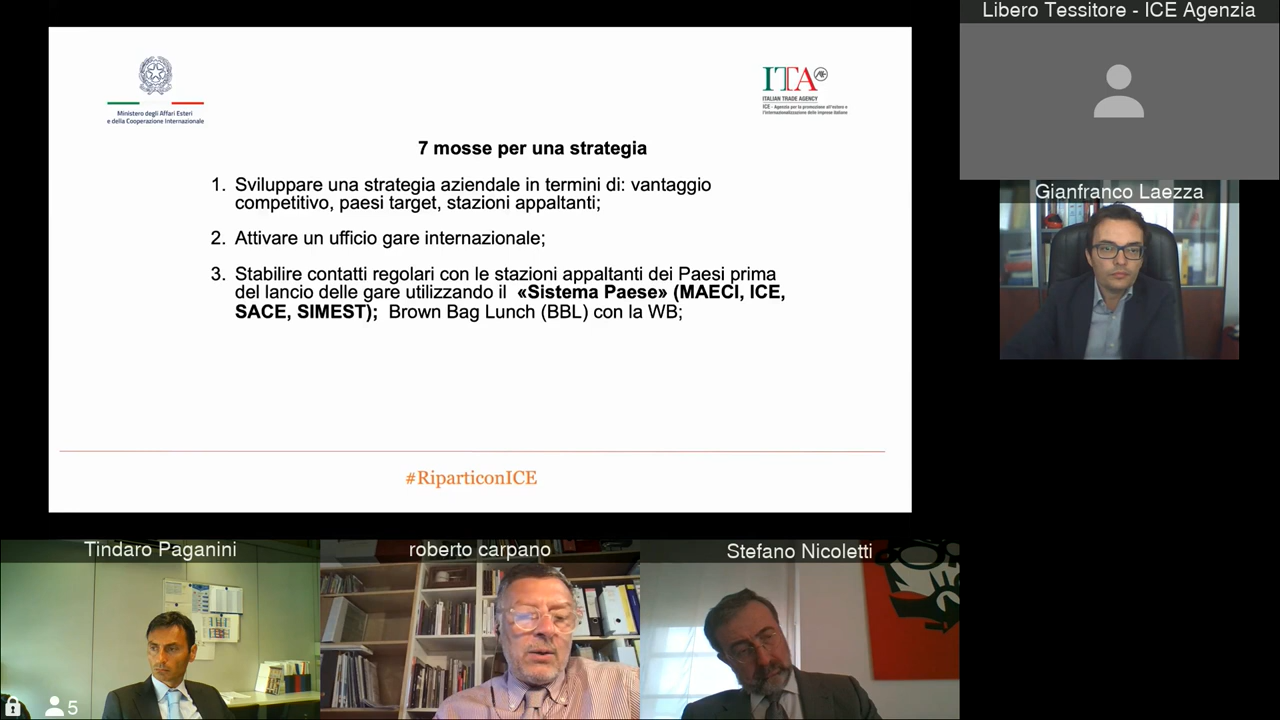 Libero Tessitore - ICE Agenzia
Ministero degli Affari Esteri
e della Cooperazione Internazionale
ITA
ITALIAN TRADE AGENCY
ICE - Agenzia per la promozione all'estero e
l'internazionalizzazione delle imprese italiane
7 mosse per una strategia
1. Sviluppare una strategia aziendale in termini di: vantaggio
competitivo, paesi target, stazioni appaltanti;
2. Attivare un ufficio gare internazionale;
3. Stabilire contatti regolari con le stazioni appaltanti dei Paesi prima
del lancio delle gare utilizzando il «Sistema Paese» (MAECI, ICE,
SACE, SIMEST); Brown Bag Lunch (BBL) con la WB;
#RiparticonICE
Gianfranco Laezza
Tindaro Paganini
roberto carpano
Stefano Nicoletti
5